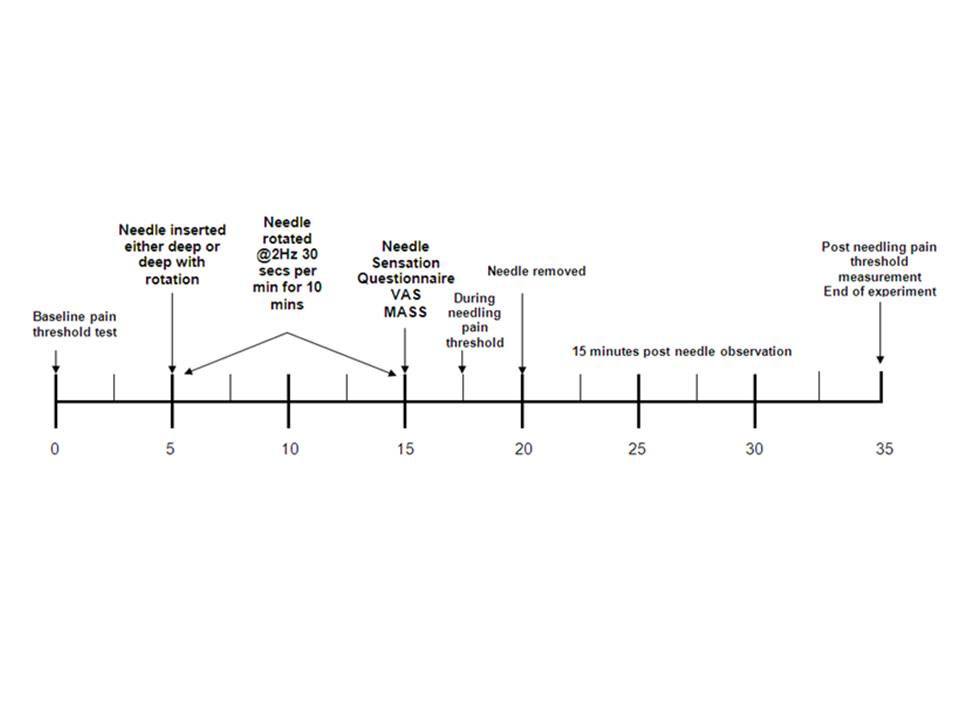 Baseline pain
threshold test
Needle inserted
either deep or
deep with
rotation
Needle
rotated
@2Hz 30
secs per
min for 10
mins
Needle
Sensation
Questionnaire
VAS
MASS
During
needling
pain
threshold
Needle removed
15 minutes post needle observation
Post needling pain
threshold
measurement
End of experiment
0
5
10
15
20
25
30
35